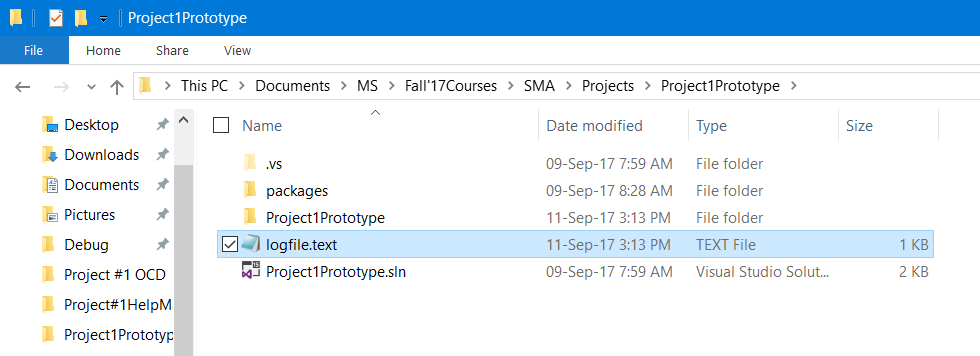 Project1Prototype
File Home Share View
This PC Documents MS Fall'17Courses SMA Projects Project1Prototype
Name Date modified Type Size
Desktop
Downloads
Documents
Pictures
Debug
Project #1 OCD
Project#1HelpM
Project1Prototyp
.vs 09-Sep-17 7:59 AM File folder
packages 09-Sep-17 8:28 AM File folder
Project1Prototype 11-Sep-17 3:13 PM File folder
logfile.text 11-Sep-17 3:13 PM TEXT File 1 KB
Project1Prototype.sln 09-Sep-17 7:59 AM Visual Studio Solut... 2 KB